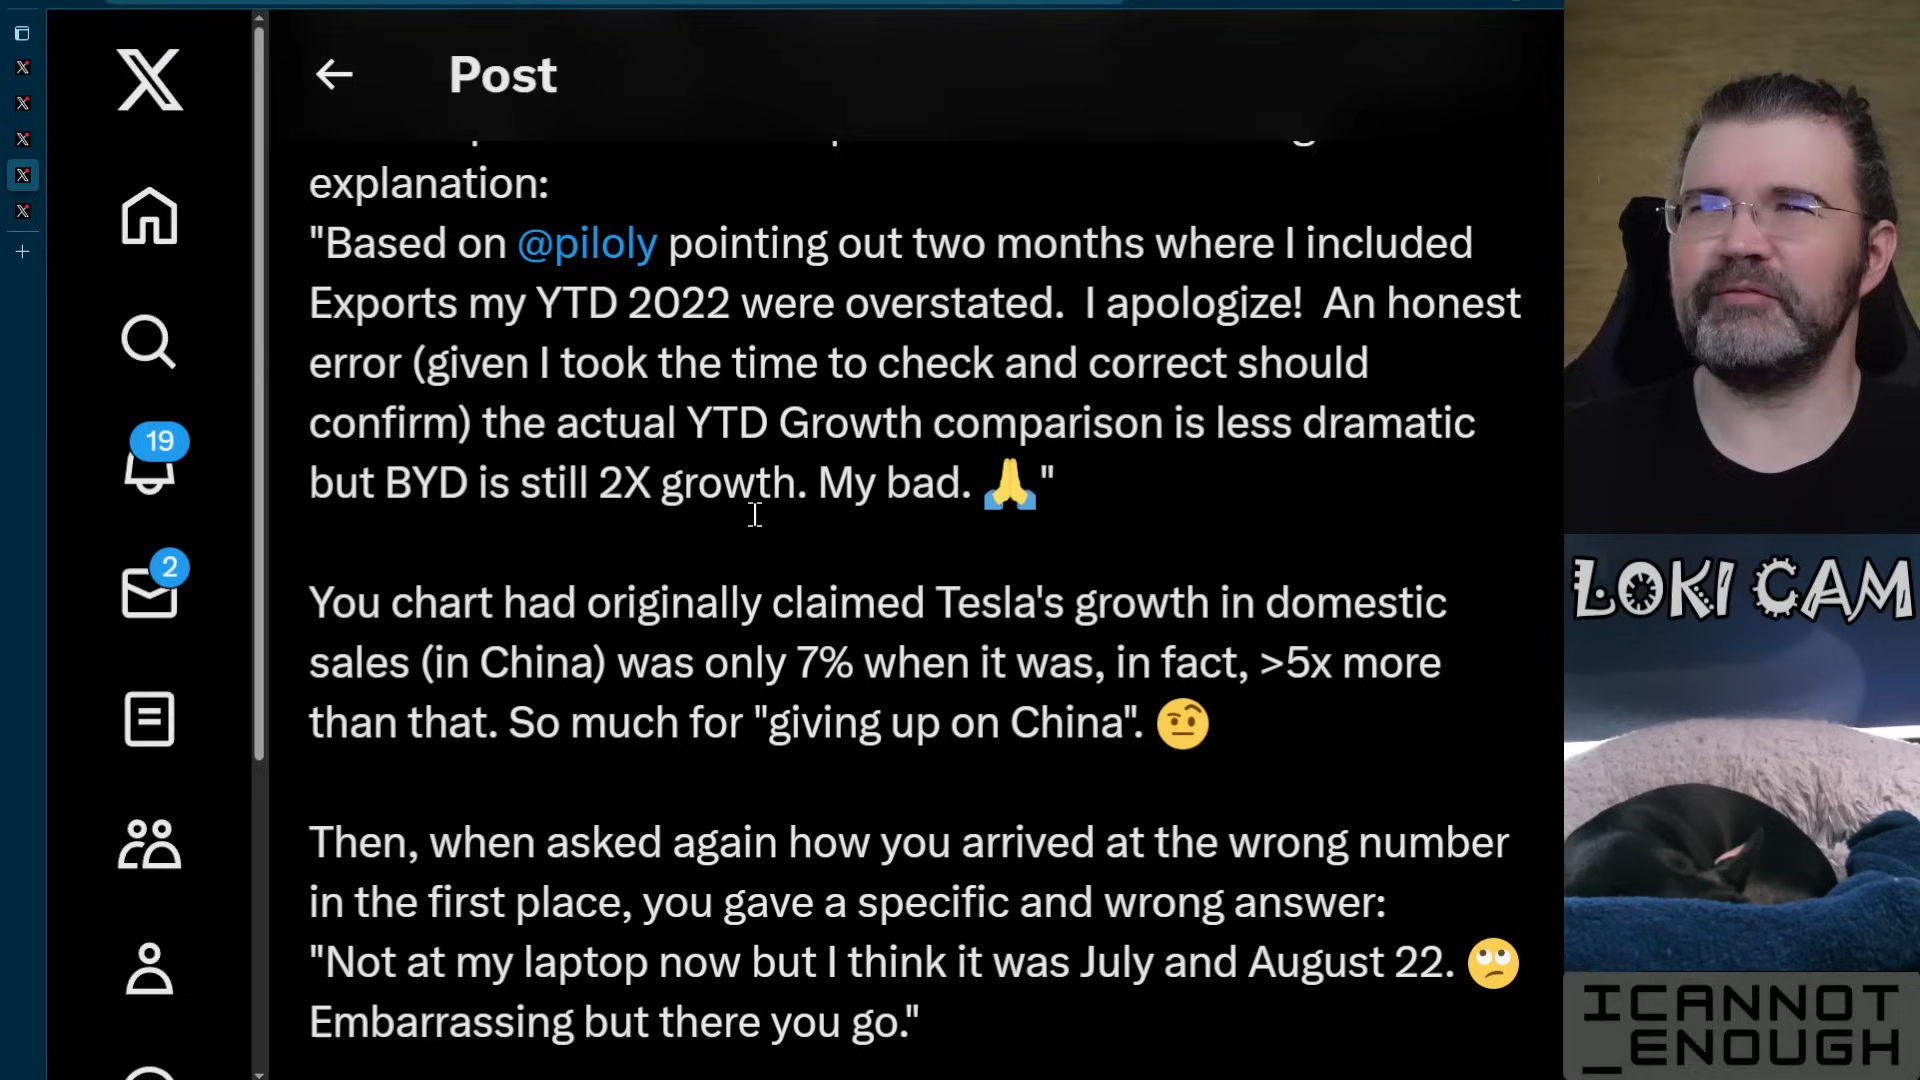 Post
explanation:
"Based on @piloly pointing out two months where I included
Exports my YTD 2022 were overstated.  I apologize!  An honest
error (given I took the time to check and correct should
confirm) the actual YTD Growth comparison is less dramatic
but BYD is still 2X growth. My bad. 🙏"
You chart had originally claimed Tesla's growth in domestic
sales (in China) was only 7% when it was, in fact, >5x more
than that. So much for "giving up on China". 🤨
Then, when asked again how you arrived at the wrong number
in the first place, you gave a specific and wrong answer:
"Not at my laptop now but I think it was July and August 22. 🙄
Embarrassing but there you go."
19
2
LOKI CAM
ICANNOT
_ENOUGH